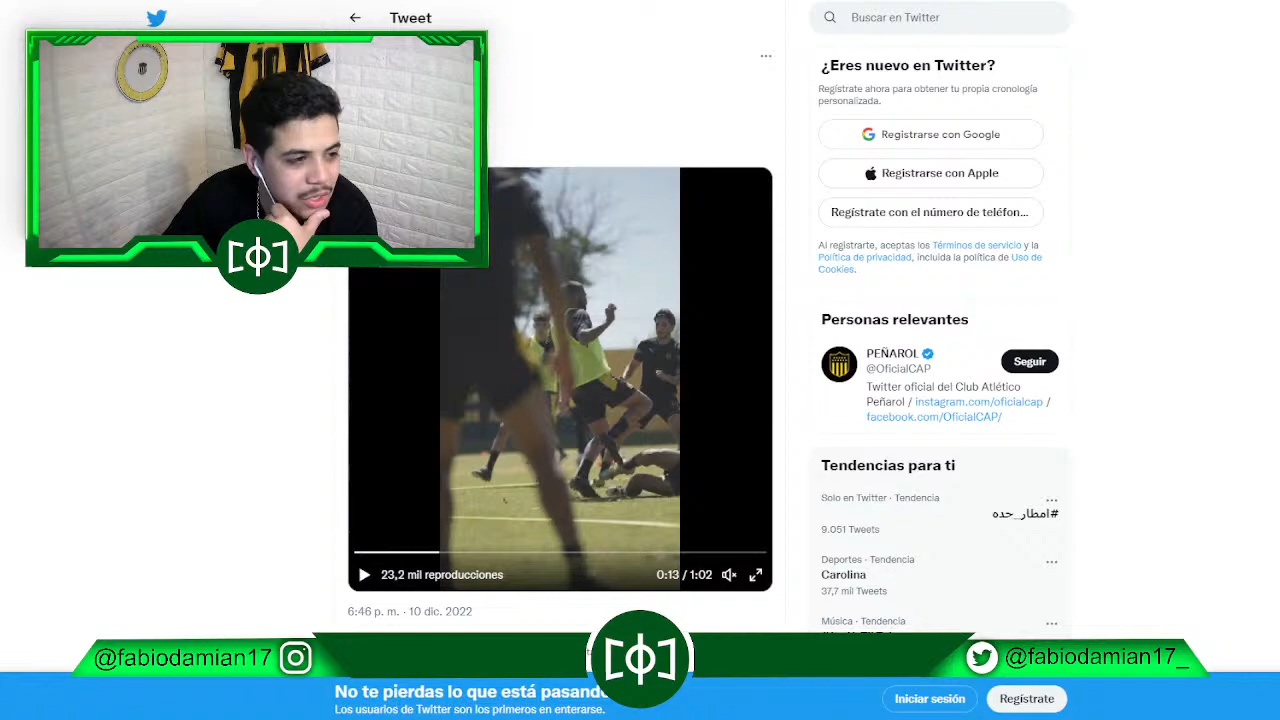 Tweet
Buscar en Twitter
¿Eres nuevo en Twitter?
Regístrate ahora para obtener tu propia cronología
personalizada.
Registrarse con Google
Registrarse con Apple
Regístrate con el número de teléfon...
Al registrarte, aceptas los Términos de servicio y la
Política de privacidad, incluida la política de Uso de
Cookies.
Personas relevantes
PEÑAROL
@OficialCAP
Seguir
Twitter oficial del Club Atlético
Peñarol / instagram.com/oficialcap /
facebook.com/OficialCAP/
Tendencias para ti
Solo en Twitter · Tendencia
#امطار_حده
9.051 Tweets
Deportes · Tendencia
Carolina
37,7 mil Tweets
Música · Tendencia
23,2 mil reproducciones
0:13 / 1:02
6:46 p. m. · 10 dic. 2022
@fabiodamian17
@fabiodamian17_
No te pierdas lo que está pasando
Los usuarios de Twitter son los primeros en enterarse.
Iniciar sesión
Regístrate